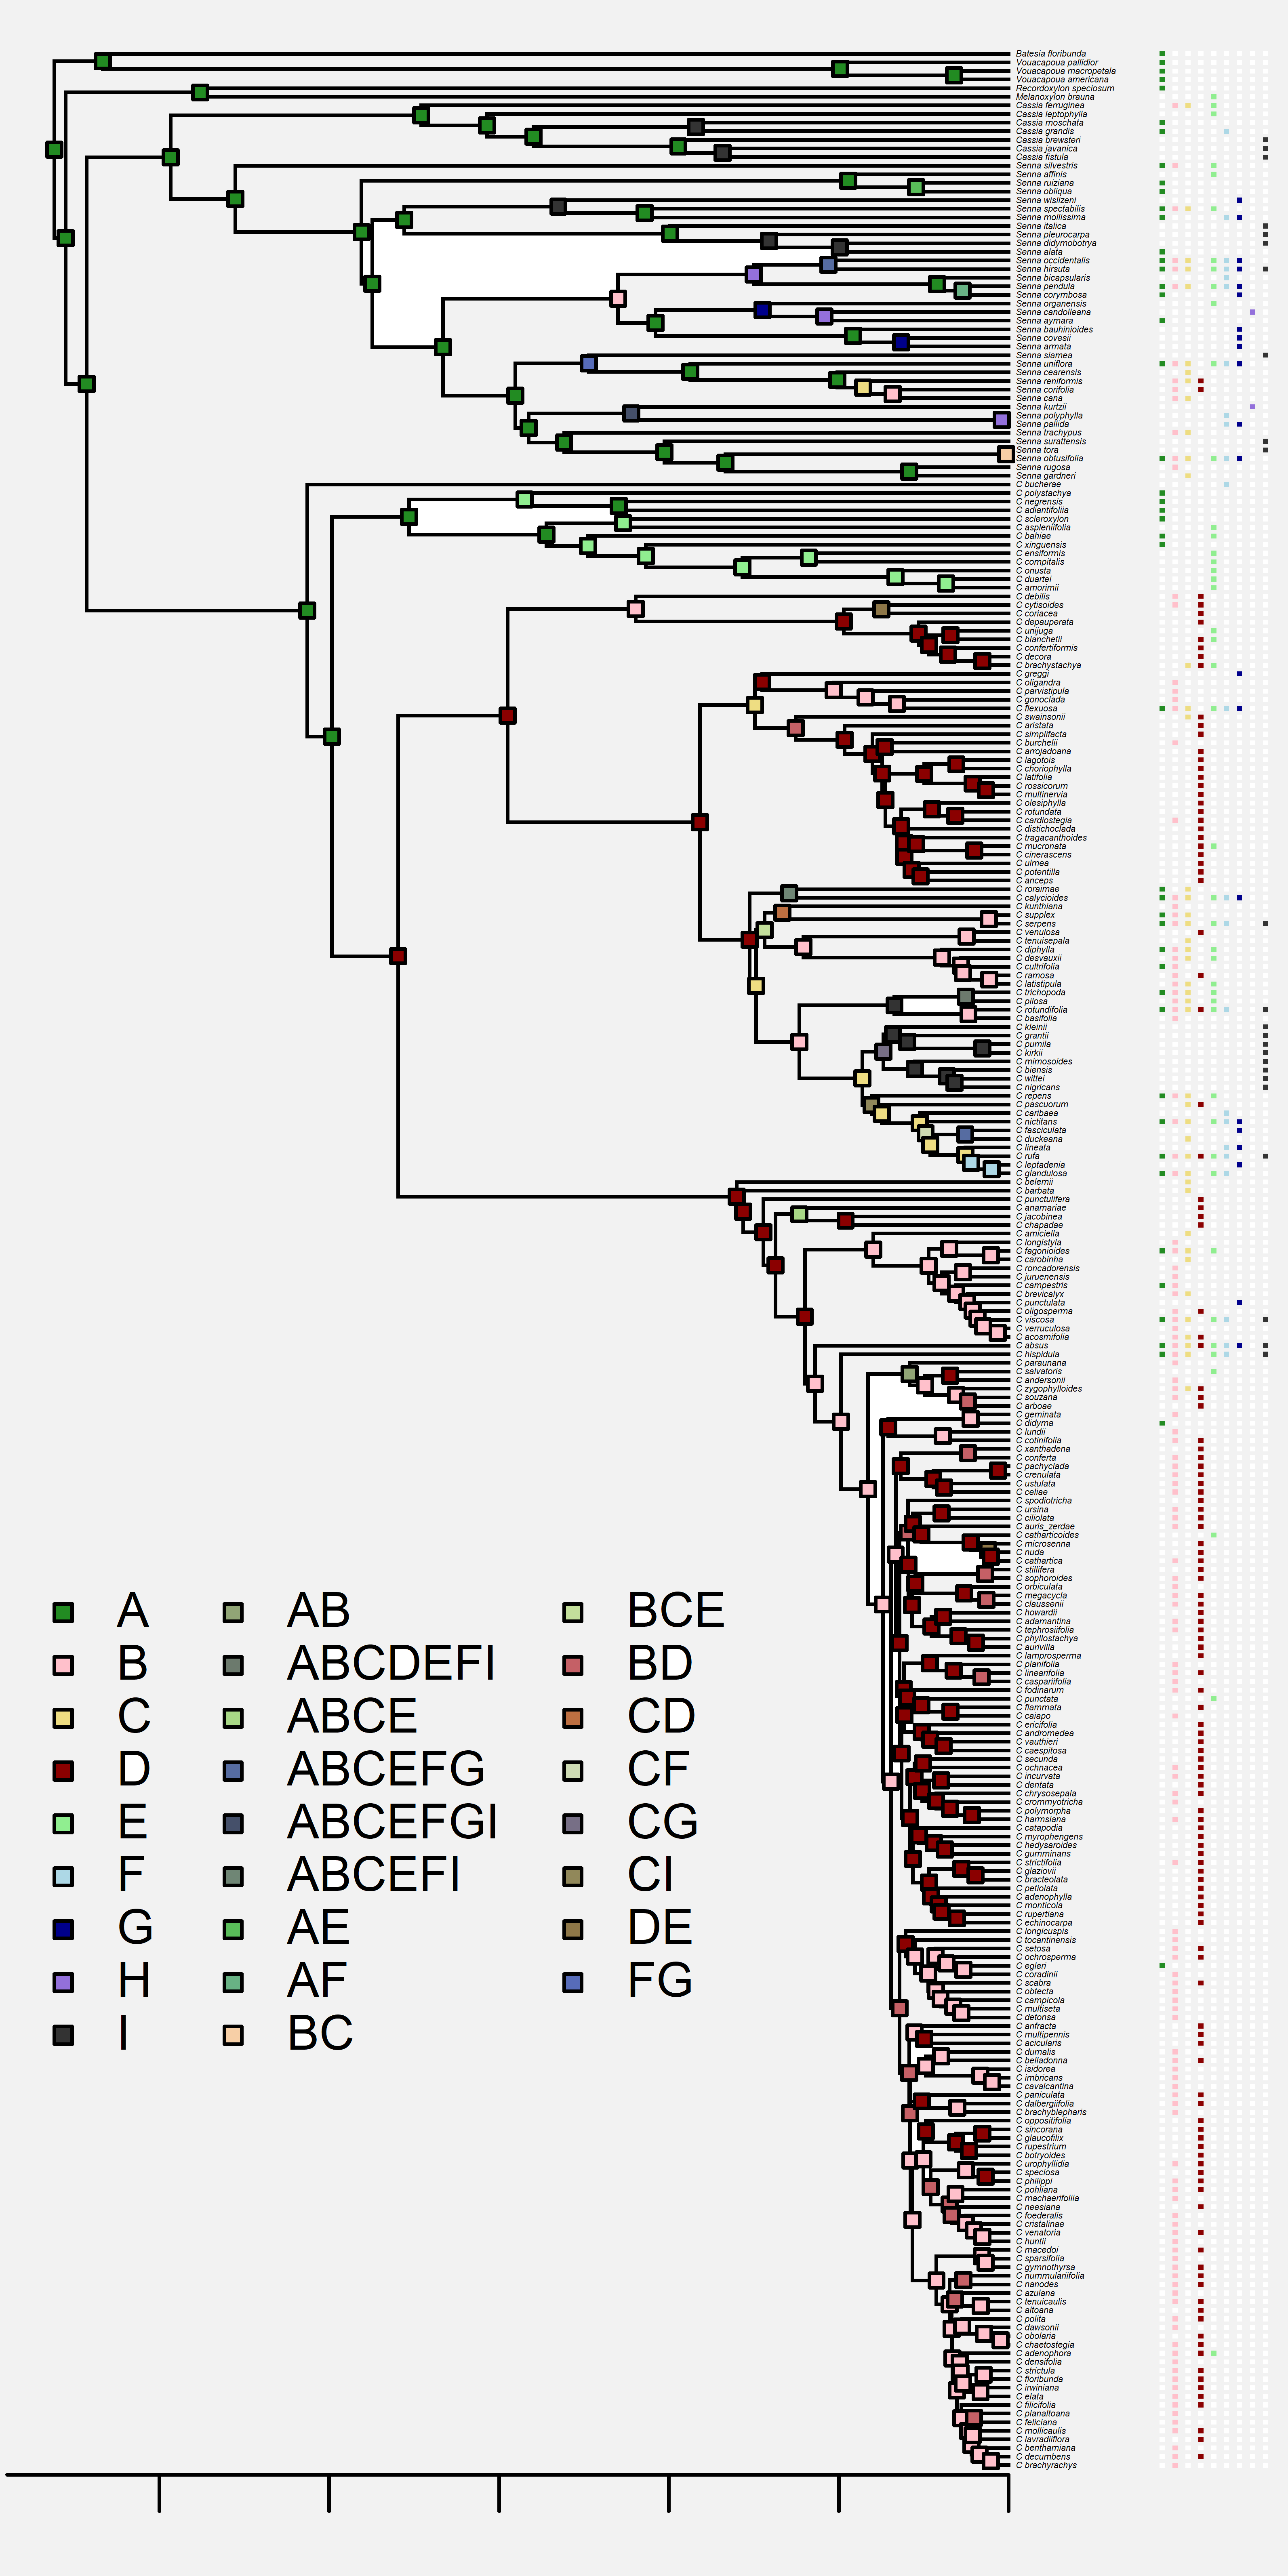 Batesia floribunda
Vouacapoua pallidior
Vouacapoua macropetala
Vouacapoua americana
Recordoxylon speciosum
Melanoxylon brauna
Cassia ferruginea
Cassia leptophylla
Cassia moschata
Cassia grandis
Cassia brewsteri
Cassia javanica
Cassia fistula
Senna silvestris
Senna affinis
Senna ruiziana
Senna obliqua
Senna wislizeni
Senna spectabilis
Senna mollissima
Senna italica
Senna pleurocarpa
Senna didymobotrya
Senna alata
Senna occidentalis
Senna hirsuta
Senna bicapsularis
Senna pendula
Senna corymbosa
Senna organensis
Senna candolleana
Senna aymara
Senna bauhinioides
Senna covesii
Senna armata
Senna siamea
Senna uniflora
Senna cearensis
Senna reniformis
Senna corifolia
Senna cana
Senna kurtzii
Senna polyphylla
Senna pallida
Senna trachypus
Senna surattensis
Senna tora
Senna obtusifolia
Senna rugosa
Senna gardneri
C bucherae
C polystachya
C negrensis
C adiantifoliia
C scleroxylon
C aspleniifolia
C bahiae
C xinguensis
C ensiformis
C compitalis
C onusta
C duartei
C amorimii
C debilis
C cytisoides
C coriacea
C depauperata
C unijuga
C blanchetii
C confertiformis
C decora
C brachystachya
C greggi
C oligandra
C parvistipula
C gonoclada
C flexuosa
C swainsonii
C aristata
C simplifacta
C burchelii
C arrojadoana
C lagotois
C choriophylla
C latifolia
C rossicorum
C multinervia
C olesiphylla
C rotundata
C cardiostegia
C distichoclada
C tragacanthoides
C mucronata
C cinerascens
C ulmea
C potentilla
C anceps
C roraimae
C calycioides
C kunthiana
C supplex
C serpens
C venulosa
C tenuisepala
C diphylla
C desvauxii
C cultrifolia
C ramosa
C latistipula
C trichopoda
C pilosa
C rotundifolia
C basifolia
C kleinii
C grantii
C pumila
C kirkii
C mimosoides
C biensis
C wittei
C nigricans
C repens
C pascuorum
C caribaea
C nictitans
C fasciculata
C duckeana
C lineata
C rufa
C leptadenia
C glandulosa
C belemii
C barbata
C punctulifera
C anamariae
C jacobinea
C chapadae
C amiciella
C longistyla
C fagonioides
C carobinha
C roncadorensis
C juruenensis
C campestris
C brevicalyx
C punctulata
C oligosperma
C viscosa
C verruculosa
C acosmifolia
C absus
C hispidula
C paraunana
C salvatoris
C andersonii
C zygophylloides
C souzana
C arboae
C geminata
C didyma
C lundii
C cotinifolia
C xanthadena
C conferta
C pachyclada
C crenulata
C ustulata
C celiae
C spodiotricha
C ursina
C ciliolata
C auris_zerdae
C catharticoides
C microsenna
C nuda
C cathartica
C stillifera
C sophoroides
C orbiculata
C megacycla
C claussenii
C howardii
C adamantina
C tephrosiifolia
C phyllostachya
C aurivilla
C lamprosperma
C planifolia
C linearifolia
C caspariifolia
C fodinarum
C punctata
C flammata
C caiapo
C ericifolia
C andromedea
C vauthieri
C caespitosa
C secunda
C ochnacea
C incurvata
C dentata
C chrysosepala
C crommyotricha
C polymorpha
C harmsiana
C catapodia
C myrophengens
C hedysaroides
C gumminans
C strictifolia
C glaziovii
C bracteolata
C petiolata
C adenophylla
C monticola
C rupertiana
C echinocarpa
C longicuspis
C tocantinensis
C setosa
C ochrosperma
C egleri
C coradinii
C scabra
C obtecta
C campicola
C multiseta
C detonsa
C anfracta
C multipennis
C acicularis
C dumalis
C belladonna
C isidorea
C imbricans
C cavalcantina
C paniculata
C dalbergiifolia
C brachyblepharis
C oppositifolia
C sincorana
C glaucofilix
C rupestrium
C botryoides
C urophyllidia
C speciosa
C philippi
C pohliana
C machaerifoliia
C neesiana
C foederalis
C cristalinae
C venatoria
C huntii
C macedoi
C sparsifolia
C gymnothyrsa
C nummulariifolia
C nanodes
C azulana
C tenuicaulis
C altoana
C polita
C dawsonii
C obolaria
C chaetostegia
C adenophora
C densifolia
C strictula
C floribunda
C irwiniana
C elata
C filicifolia
C planaltoana
C feliciana
C mollicaulis
C lavradiiflora
C benthamiana
C decumbens
C brachyrachys
A
B
C
D
E
F
G
H
I
AB
ABCDEFI
ABCE
ABCEFG
ABCEFGI
ABCEFI
AE
AF
BC
BCE
BD
CD
CF
CG
CI
DE
FG